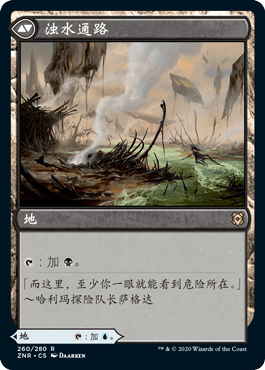 浊水通路
地
：加。
「而这里，至少你一眼就能看到危险所在。」
～哈利玛探险队长萨格达
地 ：加。
260/280 R
ZNR • CS DAARKEN
™ & © 2020 Wizards of the Coast